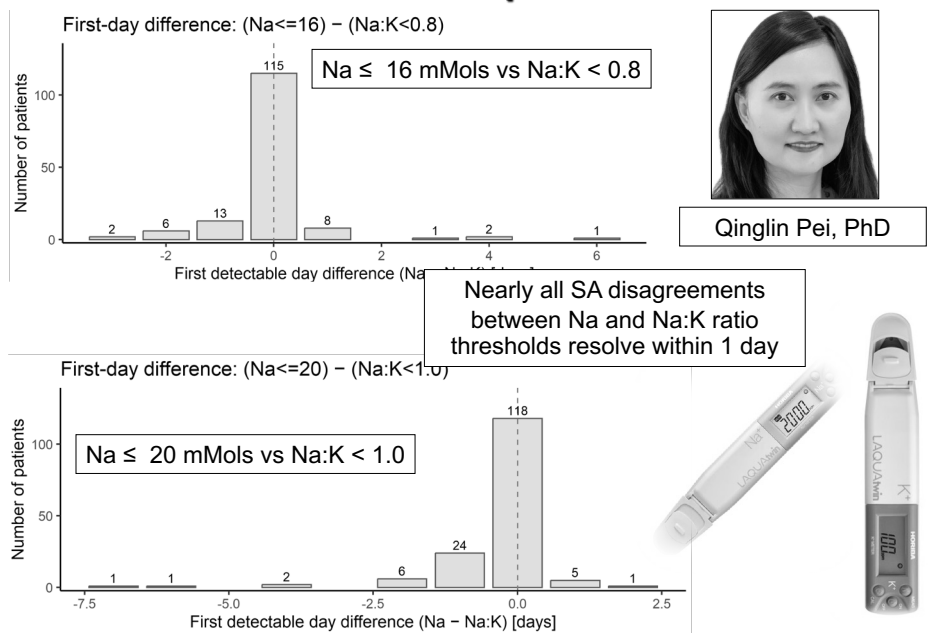 First-day difference: (Na<=16) − (Na:K<0.8)
Na ≤ 16 mMols vs Na:K < 0.8
Number of patients
100
50
0
2
6
13
115
8
1
2
1
-2
0
2
4
6
First detectable day difference
Qinglin Pei, PhD
Nearly all SA disagreements
between Na and Na:K ratio
thresholds resolve within 1 day
First-day difference: (Na<=20) − (Na:K<1.0)
Na ≤ 20 mMols vs Na:K < 1.0
Number of patients
100
50
0
1
1
2
6
24
118
5
1
-7.5
-5.0
-2.5
0.0
2.5
First detectable day difference (Na − Na:K) [days]
Na+
LAQUAtwin
2000
LAQUAtwin
K+
HORIBA
100